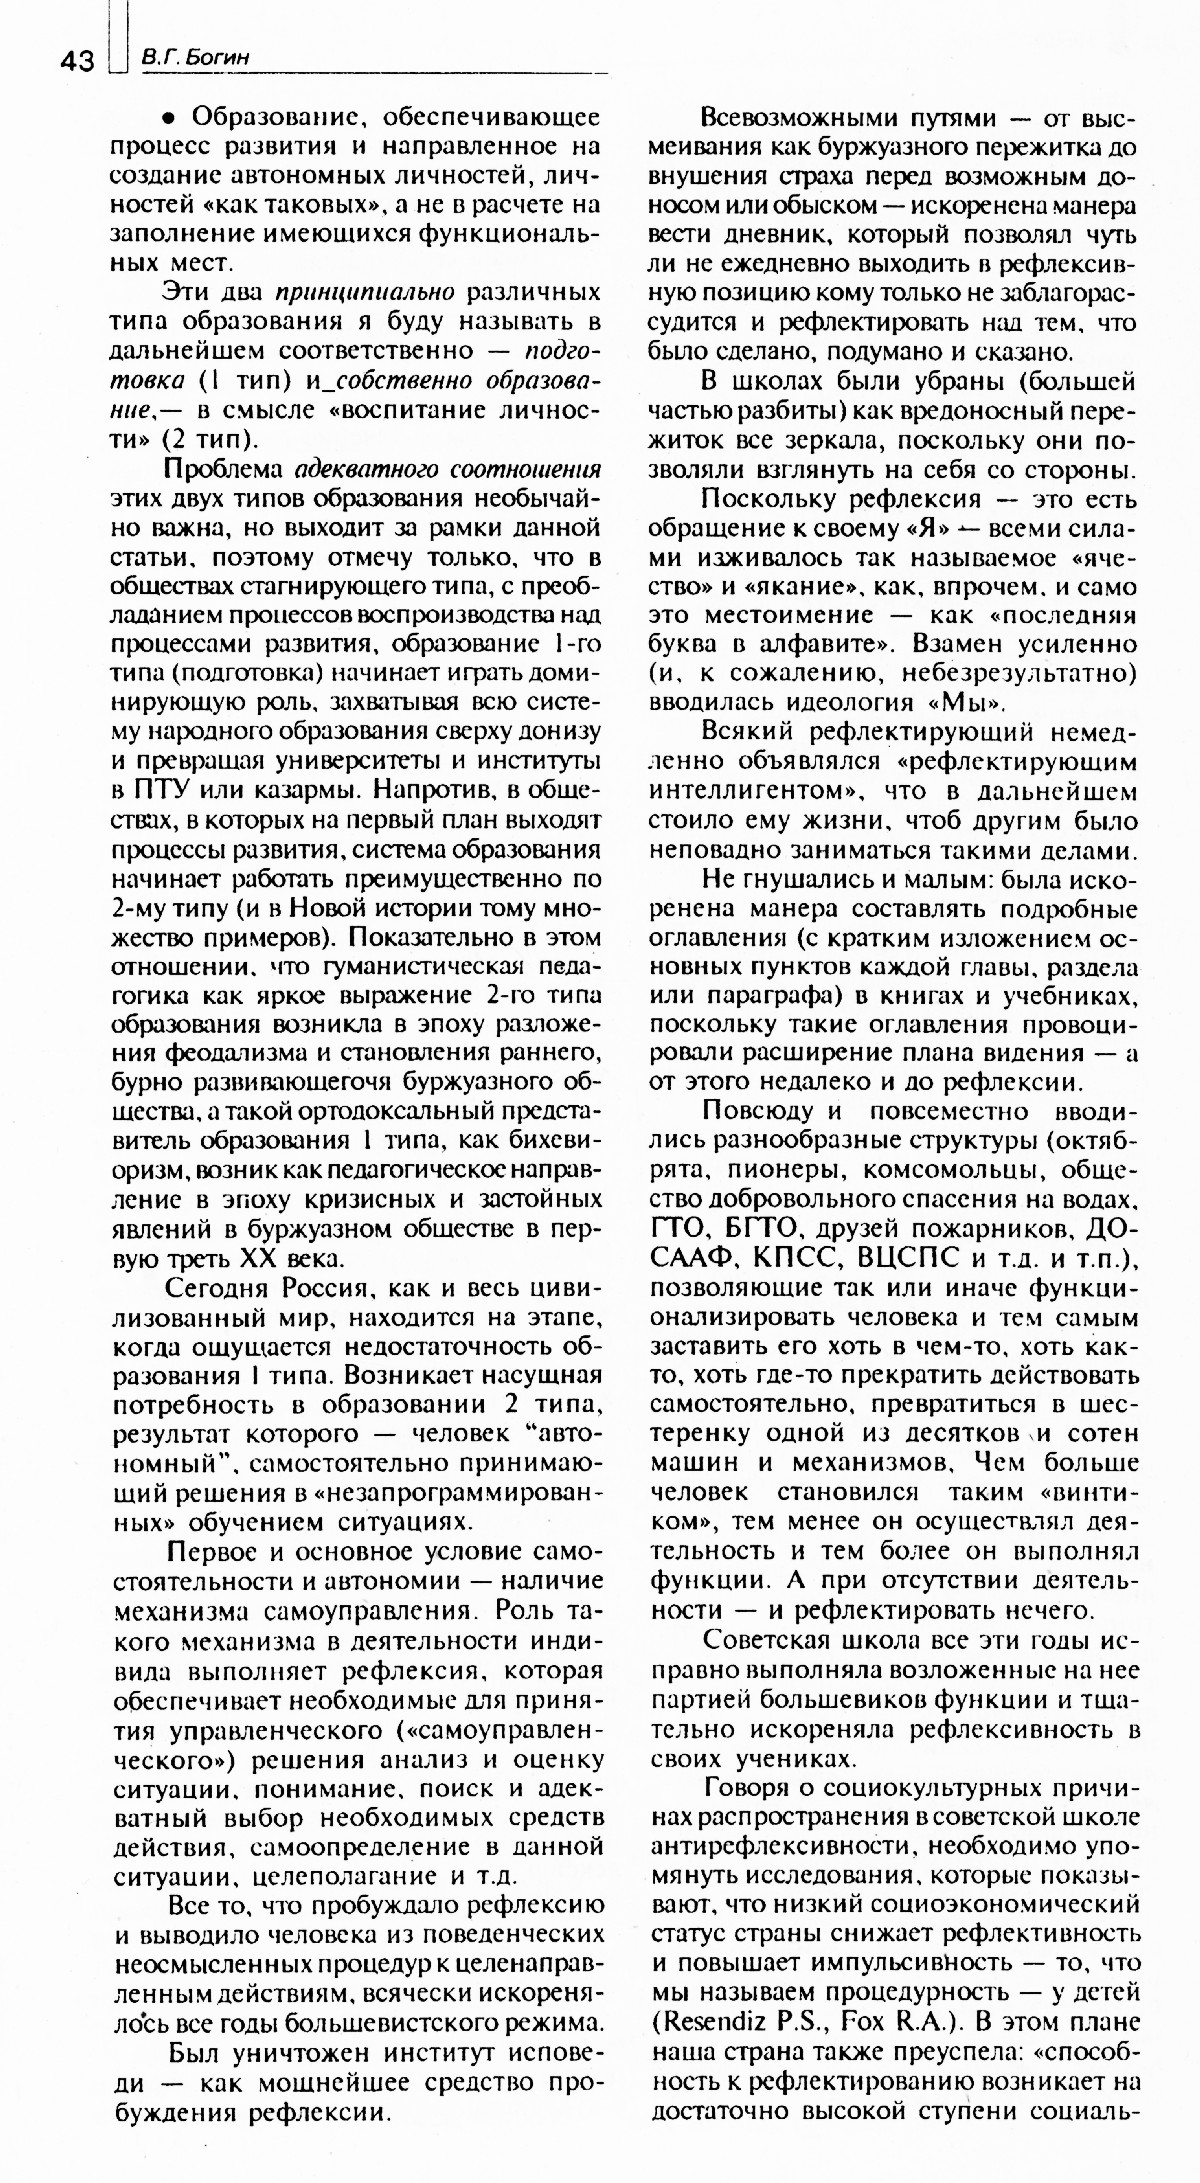 43
В.Г. Богин
• Образование, обеспечивающее
процесс развития и направленное на
создание автономных личностей, лич-
ностей «как таковых», а не в расчете на
заполнение имеющихся функциональ-
ных мест.
Эти два принципиально различных
типа образования я буду называть в
дальнейшем соответственно — подго-
товка (1 тип) и_собственно образова-
ние,— в смысле «воспитание личнос-
ти» (2 тип).
Проблема адекватного соотношения
этих двух типов образования необычай-
но важна, но выходит за рамки данной
статьи, поэтому отмечу только, что в
обществах стагнирующего типа, с преоб-
ладанием процессов воспроизводства над
процессами развития, образование 1-го
типа (подготовка) начинает играть доми-
нирующую роль, захватывая всю систе-
му народного образования сверху донизу
и превращая университеты и институты
в ПТУ или казармы. Напротив, в обще-
ствах, в которых на первый план выходят
процессы развития, система образования
начинает работать преимущественно по
2-му типу (и в Новой истории тому мно-
жество примеров). Показательно в этом
отношении, что гуманистическая педа-
гогика как яркое выражение 2-го типа
образования возникла в эпоху разложе-
ния феодализма и становления раннего,
бурно развивающегочя буржуазного об-
щества, а такой ортодоксальный предста-
витель образования 1 типа, как бихеви-
оризм, возник как педагогическое направ-
ление в эпоху кризисных и застойных
явлений в буржуазном обществе в пер-
вую треть XX века.
Сегодня Россия, как и весь циви-
лизованный мир, находится на этапе,
когда ощущается недостаточность об-
разования 1 типа. Возникает насущная
потребность в образовании 2 типа,
результат которого — человек “авто-
номный”, самостоятельно принимаю-
щий решения в «незапрограммирован-
ных» обучением ситуациях.
Первое и основное условие само-
стоятельности и автономии — наличие
механизма самоуправления. Роль та-
кого механизма в деятельности инди-
вида выполняет рефлексия, которая
обеспечивает необходимые для приня-
тия управленческого («самоуправлен-
ческого») решения анализ и оценку
ситуации, понимание, поиск и адек-
ватный выбор необходимых средств
действия, самоопределение в данной
ситуации, целеполагание и т.д.
Все то, что пробуждало рефлексию
и выводило человека из поведенческих
неосмысленных процедур к целенаправ-
ленным действиям, всячески искореня-
лось все годы большевистского режима.
Был уничтожен институт испове-
ди — как мощнейшее средство про-
буждения рефлексии.
Всевозможными путями — от выс-
меивания как буржуазного пережитка до
внушения страха перед возможным до-
носом или обыском — искоренена манера
вести дневник, который позволял чуть
ли не ежедневно выходить в рефлексив-
ную позицию кому только не заблагорас-
судится и рефлектировать над тем, что
было сделано, подумано и сказано.
В школах были убраны (большей
частью разбиты) как вредоносный пере-
житок все зеркала, поскольку они по-
зволяли взглянуть на себя со стороны.
Поскольку рефлексия — это есть
обращение к своему «Я» — всеми сила-
ми изживалось так называемое «яче-
ство» и «якание», как, впрочем, и само
это местоимение — как «последняя
буква в алфавите». Взамен усиленно
(и, к сожалению, небезрезультатно)
вводилась идеология «Мы».
Всякий рефлектирующий немед-
ленно объявлялся «рефлектирующим
интеллигентом», что в дальнейшем
стоило ему жизни, чтоб другим было
неповадно заниматься такими делами.
Не гнушались и малым: была иско-
ренена манера составлять подробные
оглавления (с кратким изложением ос-
новных пунктов каждой главы, раздела
или параграфа) в книгах и учебниках,
поскольку такие оглавления провоци-
ровали расширение плана видения — а
от этого недалеко и до рефлексии.
Повсюду и повсеместно вводи-
лись разнообразные структуры (октяб-
рята, пионеры, комсомольцы, обще-
ство добровольного спасения на водах,
ГТО, БГТО, друзей пожарников, ДО-
СААФ, КПСС, ВЦСПС и т.д. и т.п.),
позволяющие так или иначе функци-
онализировать человека и тем самым
заставить его хоть в чем-то, хоть как-
то, хоть где-то прекратить действовать
самостоятельно, превратиться в шес-
теренку одной из десятков и сотен
машин и механизмов, Чем больше
человек становился таким «винти-
ком», тем менее он осуществлял дея-
тельность и тем более он выполнял
функции. А при отсутствии деятель-
ности — и рефлектировать нечего.
Советская школа все эти годы ис-
правно выполняла возложенные на нее
партией большевиков функции и тща-
тельно искореняла рефлексивность в
своих учениках.
Говоря о социокультурных причи-
нах распространения в советской школе
антирефлексивности, необходимо упо-
мянуть исследования, которые показы-
вают, что низкий социоэкономический
статус страны снижает рефлективность
и повышает импульсивность — то, что
мы называем процедурность — у детей
(Resendiz P.S., Fox R.A.). В этом плане
наша страна также преуспела: «способ-
ность к рефлектированию возникает на
достаточно высокой ступени социаль-